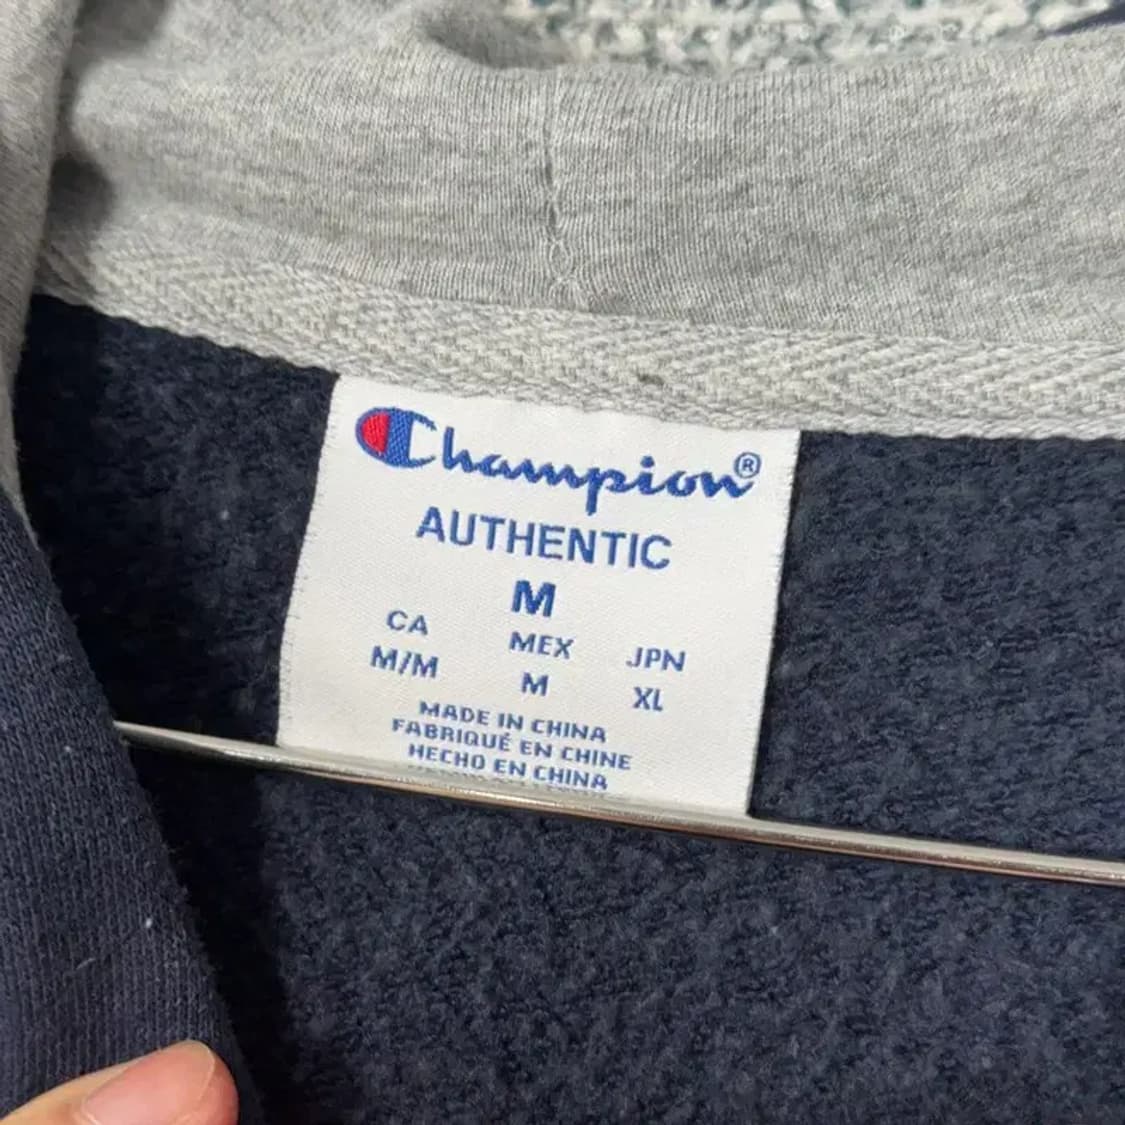 Champion®
AUTHENTIC
M
CA MEX JPN
M/M M XL
MADE IN CHINA
FABRIQUÉ EN CHINE
HECHO EN CHINA